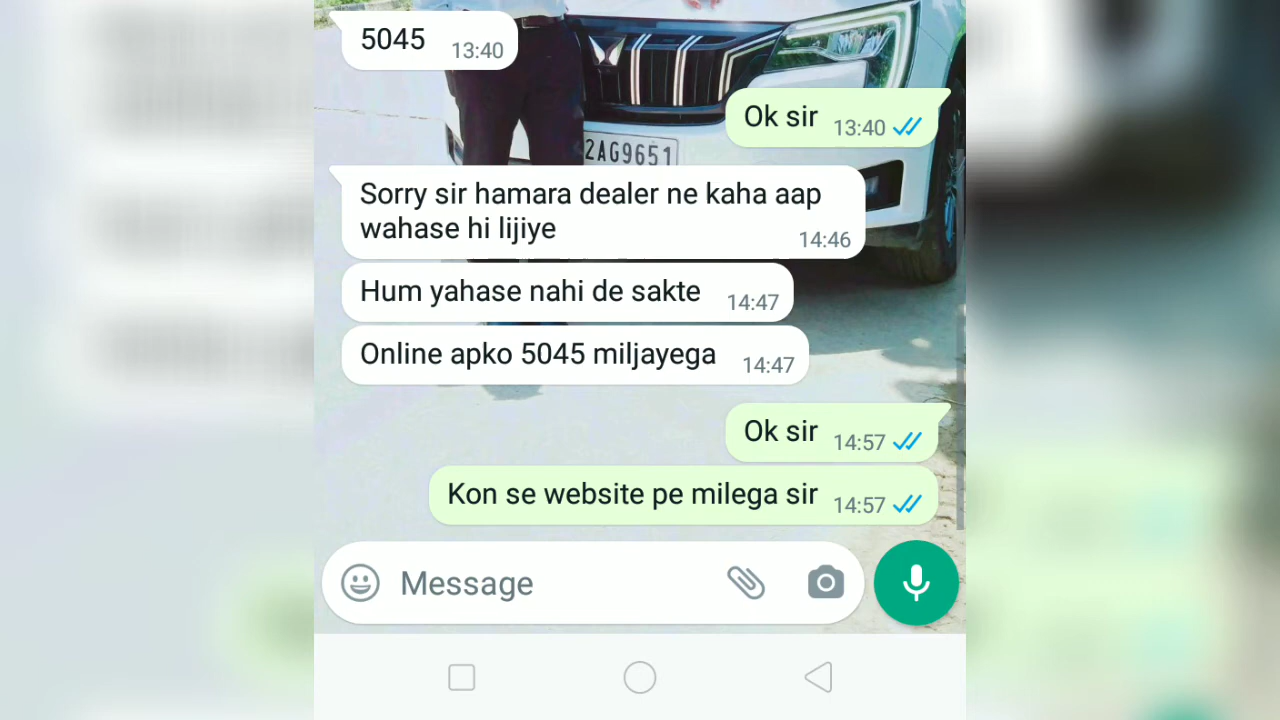 5045 13:40
Ok sir 13:40
2AG9651
Sorry sir hamara dealer ne kaha aap
wahase hi lijiye 14:46
Hum yahase nahi de sakte 14:47
Online apko 5045 miljayega 14:47
Ok sir 14:57
Kon se website pe milega sir 14:57
Message